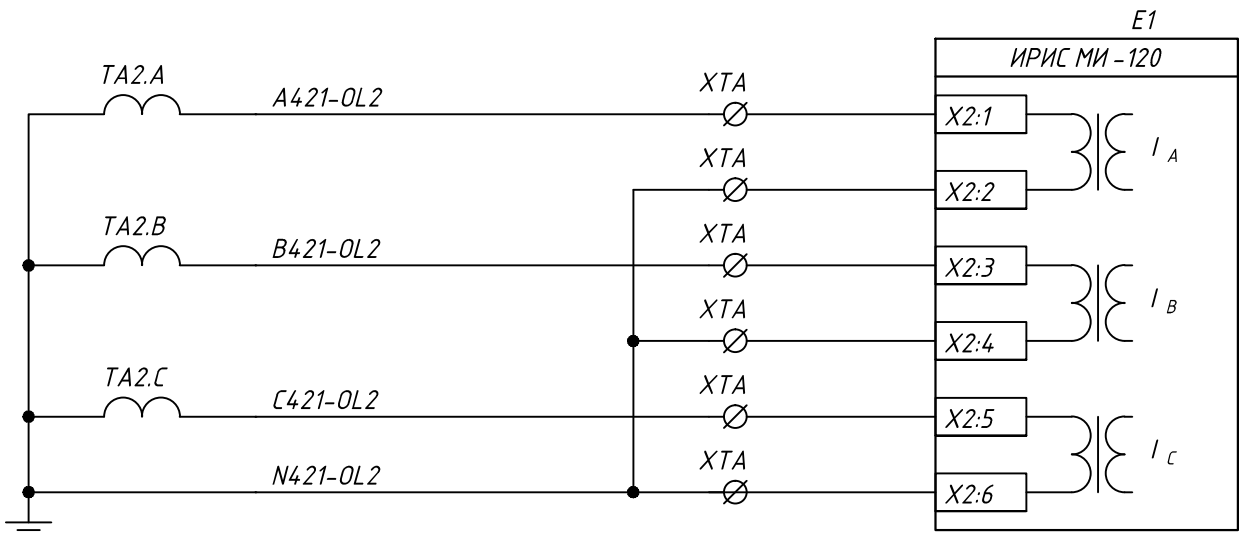 E1
ИРИС МИ-120
TA2.A
A421-OL2
XTA
X2:1
I A
XTA
X2:2
TA2.B
B421-OL2
XTA
X2:3
I B
XTA
X2:4
TA2.C
C421-OL2
XTA
X2:5
I C
N421-OL2
XTA
X2:6